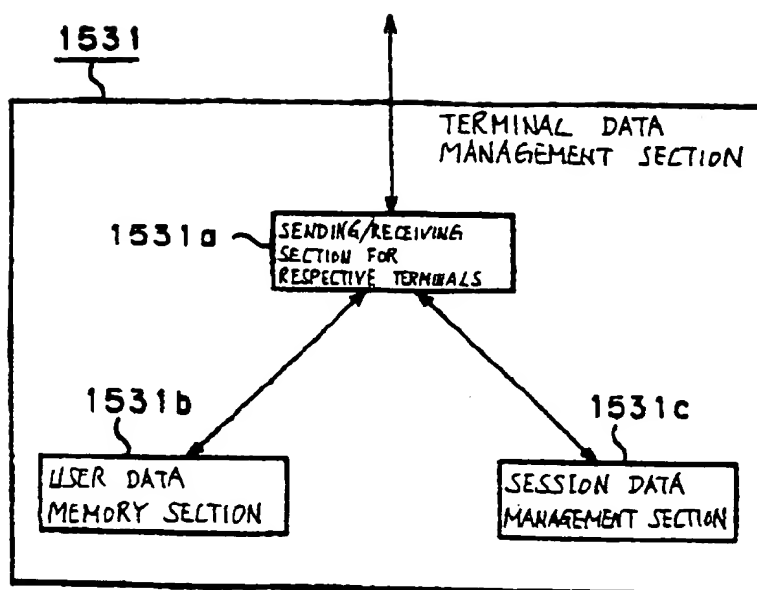 1531
TERMINAL DATA
MANAGEMENT SECTION
1531a
SENDING/RECEIVING
SECTION FOR
RESPECTIVE TERMINALS
1531b
USER DATA
MEMORY SECTION
1531c
SESSION DATA
MANAGEMENT SECTION